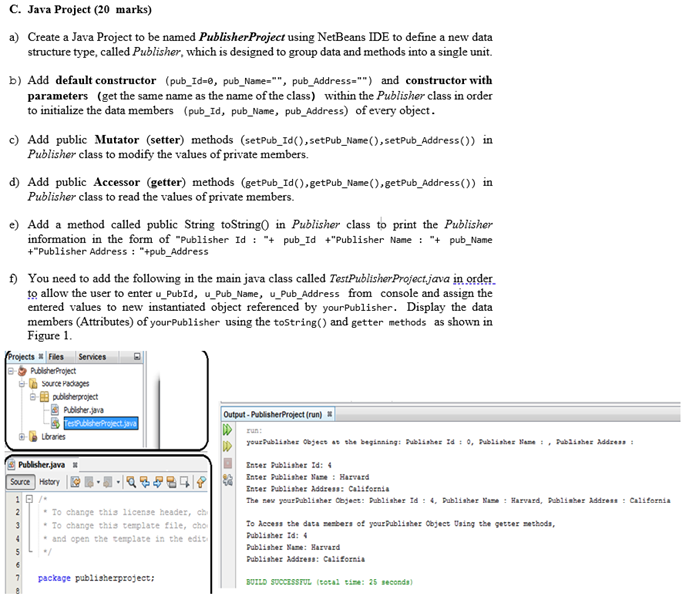 C. Java Project (20 marks)
a) Create a Java Project to be named PublisherProject using NetBeans IDE to define a new data
structure type, called Publisher, which is designed to group data and methods into a single unit.
b) Add default constructor (pub_Id=0, pub_Name="", pub_Address="") and constructor with
parameters (get the same name as the name of the class) within the Publisher class in order
to initialize the data members (pub_Id, pub_Name, pub_Address) of every object.
c) Add public Mutator (setter) methods (setPub_Id(),setPub_Name(),setPub_Address()) in
Publisher class to modify the values of private members.
d) Add public Accessor (getter) methods (getPub_Id(),getPub_Name(),getPub_Address()) in
Publisher class to read the values of private members.
e) Add a method called public String toString() in Publisher class to print the Publisher
information in the form of "Publisher Id : "+ pub_Id +"Publisher Name : "+ pub_Name
+"Publisher Address : "+pub_Address
f) You need to add the following in the main java class called TestPublisherProject.java in order
to allow the user to enter u_PubId, u_Pub_Name, u_Pub_Address from console and assign the
entered values to new instantiated object referenced by yourPublisher. Display the data
members (Attributes) of yourPublisher using the toString() and getter methods as shown in
Figure 1.
Projects Files Services
PublisherProject
Source Packages
publisherproject
Publisher.java
TestPublisherProject.java
Libraries
Publisher.java
Source History
1 /*
2 * To change this license header, ch
3 * To change this template file, cho
4 * and open the template in the edit
5 */
6
7 package publisherproject;
8
Output - PublisherProject (run)
run:
yourPublisher Object at the beginning: Publisher Id : 0, Publisher Name : , Publisher Address :
Enter Publisher Id: 4
Enter Publisher Name : Harvard
Enter Publisher Address: California
The new yourPublisher Object: Publisher Id : 4, Publisher Name : Harvard, Publisher Address : California
To Access the data members of yourPublisher Object Using the getter methods,
Publisher Id: 4
Publisher Name: Harvard
Publisher Address: California
BUILD SUCCESSFUL (total time: 25 seconds)